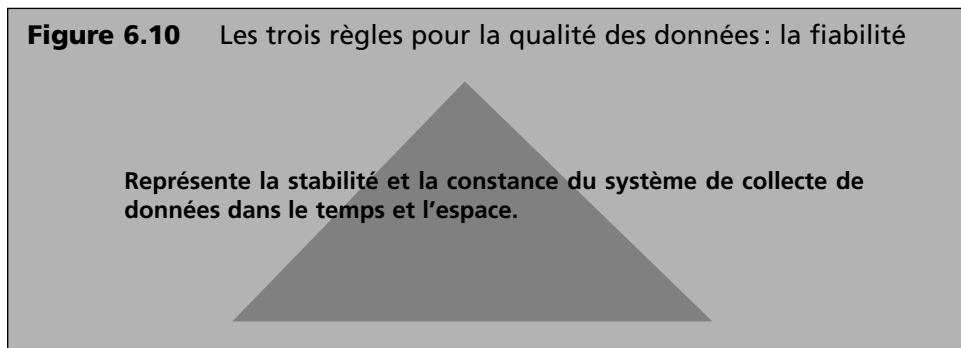 Figure 6.10 Les trois règles pour la qualité des données : la fiabilité
Représente la stabilité et la constance du système de collecte de
données dans le temps et l'espace.